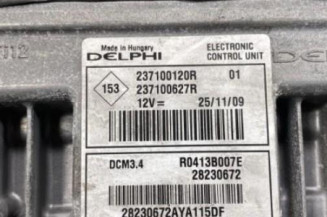 Made in Hungary
DELPHI
ELECTRONIC
CONTROL UNIT
237100120R 01
153
237100627R
12V= 25/11/09
DCM3.4 R0413B007E
28230672
28230672AYA115DF